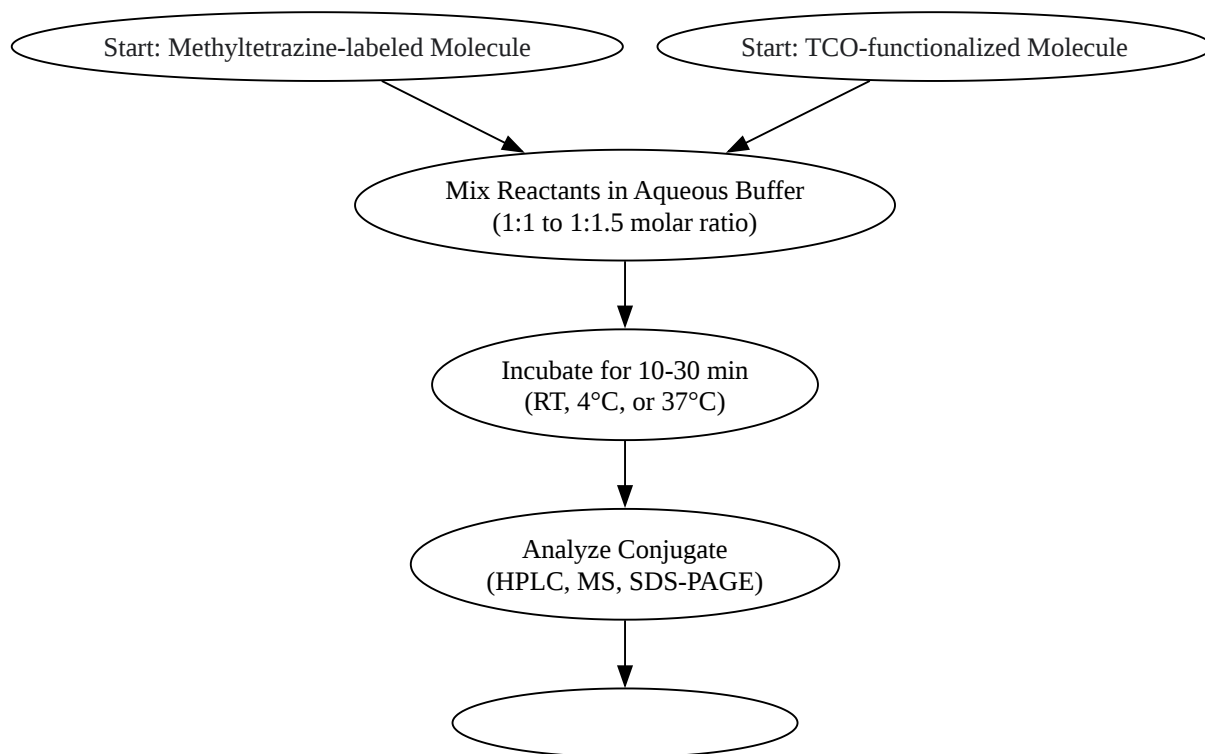 Start: Methyltetrazine-labeled Molecule
Start: TCO-functionalized Molecule
Mix Reactants in Aqueous Buffer
(1:1 to 1:1.5 molar ratio)
Incubate for 10-30 min
(RT, 4°C, or 37°C)
Analyze Conjugate
(HPLC, MS, SDS-PAGE)